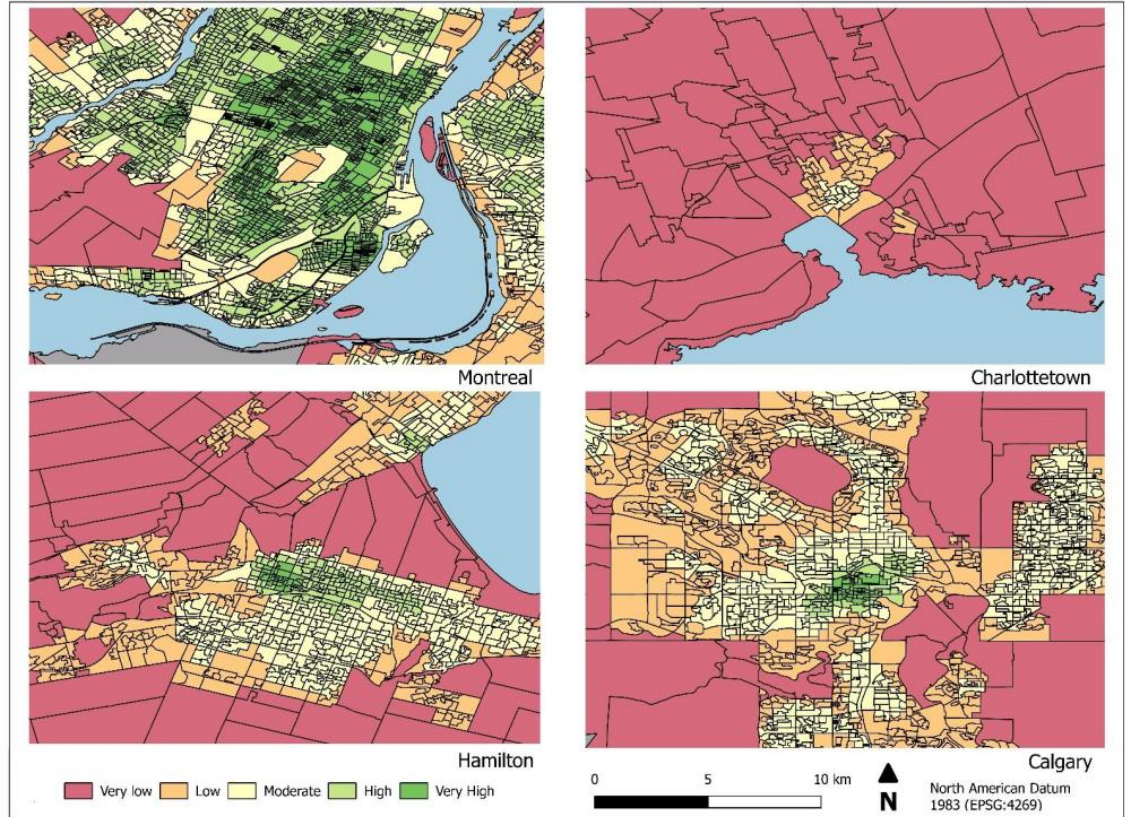 Montreal
Charlottetown
Hamilton
Calgary
Very low Low Moderate High Very High
0 5 10 km
N
North American Datum
1983 (EPSG:4269)